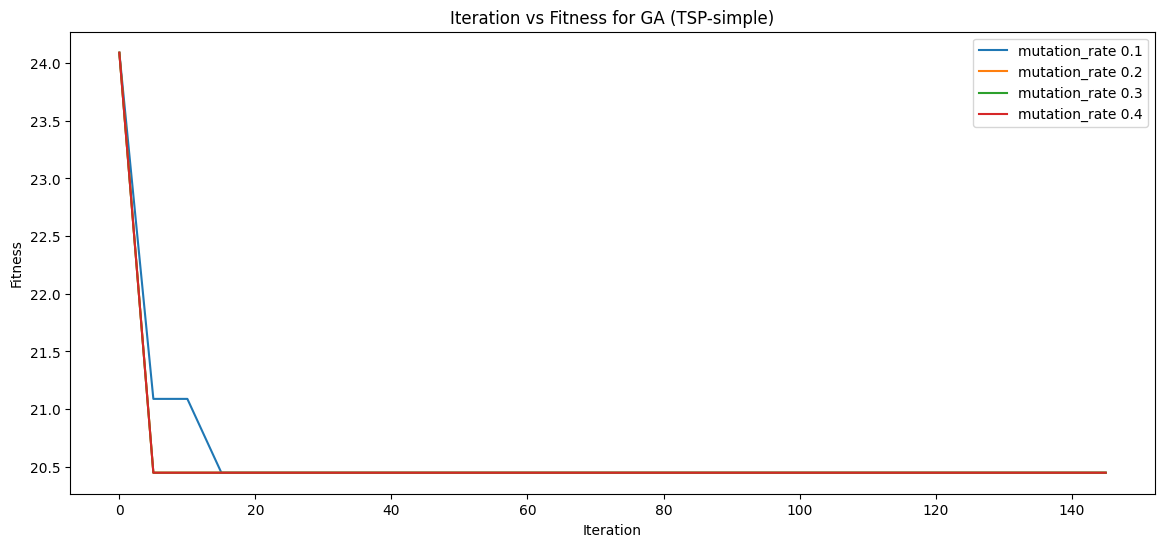 Iteration vs Fitness for GA (TSP-simple)
mutation_rate 0.1
mutation_rate 0.2
mutation_rate 0.3
mutation_rate 0.4
24.0
23.5
23.0
22.5
22.0
21.5
21.0
20.5
Fitness
0 20 40 60 80 100 120 140
Iteration